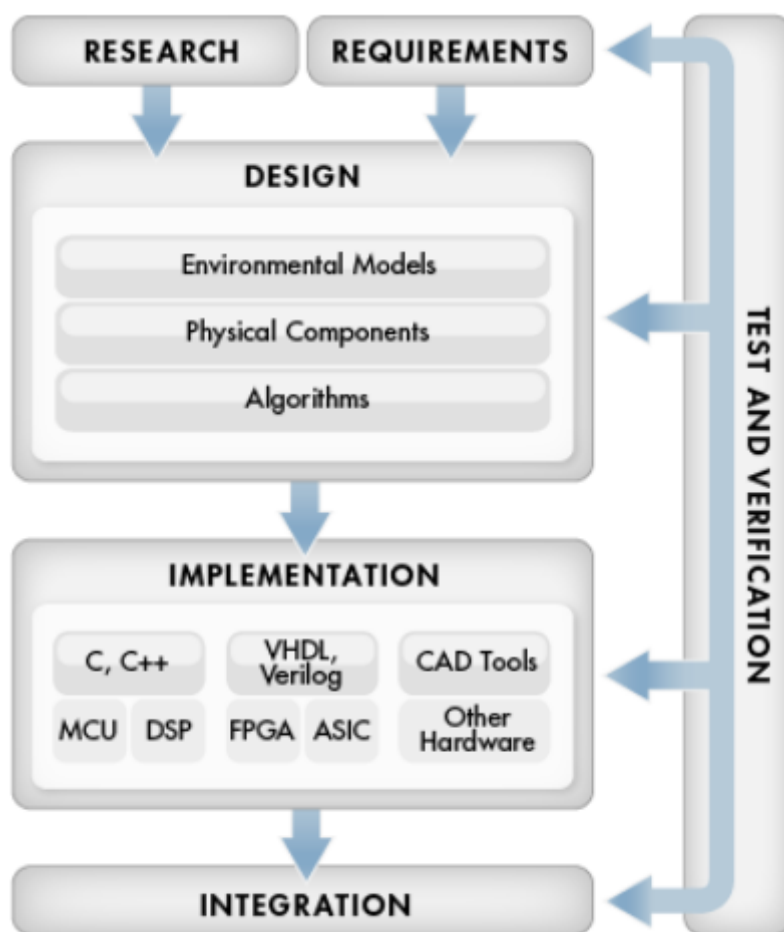 RESEARCH
REQUIREMENTS
DESIGN
Environmental Models
Physical Components
Algorithms
IMPLEMENTATION
C, C++
VHDL,
Verilog
CAD Tools
MCU
DSP
FPGA
ASIC
Other
Hardware
INTEGRATION
TEST AND VERIFICATION